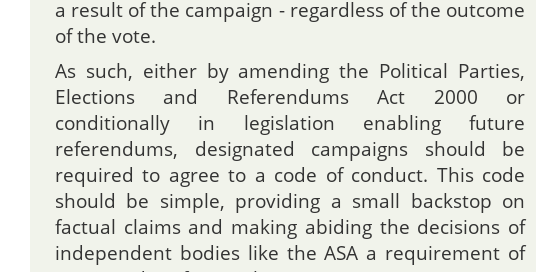 a result of the campaign - regardless of the outcome
of the vote.
As such, either by amending the Political Parties,
Elections and Referendums Act 2000 or
conditionally in legislation enabling future
referendums, designated campaigns should be
required to agree to a code of conduct. This code
should be simple, providing a small backstop on
factual claims and making abiding the decisions of
independent bodies like the ASA a requirement of